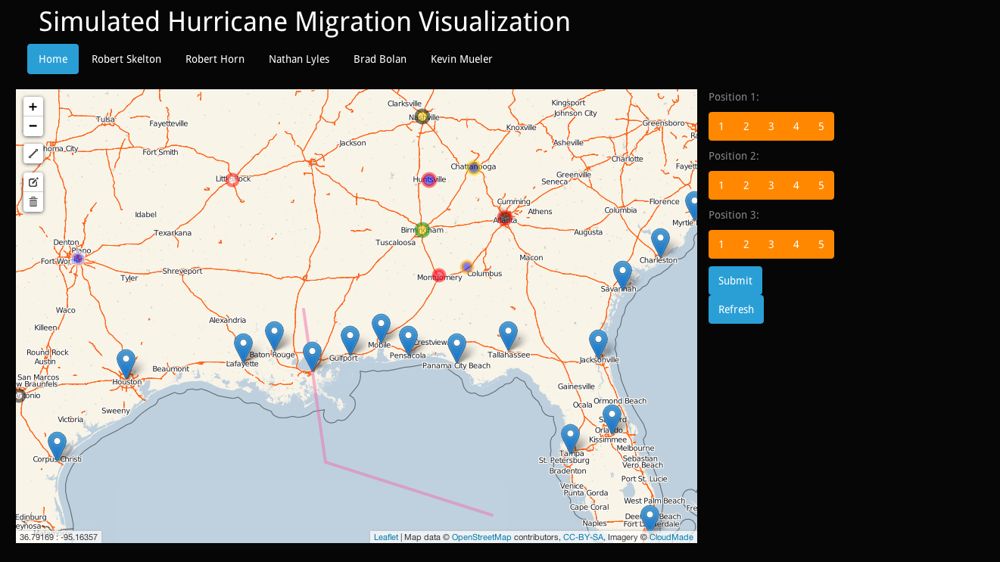 Simulated Hurricane Migration Visualization
Home Robert Skelton Robert Horn Nathan Lyles Brad Bolan Kevin Mueler
+
−
Clarksville
Nashville
Kingsport
Johnson City
Tulsa
Fayetteville
Knoxville
Greensboro
homa City
Jackson
Asheville
Fort Smith
Charlotte
Chattanooga
Fayett
Little Rock
Huntsville
Greenville
Seneca
Cumming
Athens
Florence
Columbia
Idabel
Atlanta
Myrtle
Texarkana
Birmingham
Augusta
Denton
Plano
Tuscaloosa
Fort Wor
Macon
Charleston
Shreveport
Tyler
Montgomery
Columbus
Savannah
Waco
Alexandria
Killeen
Round Rock
Austin
Baton Rouge
Lafayette
Gulfport
Mobile
Crestview
Pensacola
Panama City Beach
Tallahassee
Jacksonville
Beaumont
San Marcos
w Braunfels
Houston
tonio
Gainesville
Ocala
Ormond Beach
Sweeny
Victoria
Orlando
Kissimmee
Corpus Christi
Melbourne
Tampa
St. Petersburg
Sebastian
Vero Beach
Bradenton
Port St. Lucie
Venice
Punta Gorda
West Palm Beach
Cape Coral
Fre
Edinburg
eynosa
Naples
Beach
36.79169 : -95.16357
Leaflet | Map data © OpenStreetMap contributors, CC-BY-SA, Imagery © CloudMade
Position 1:
1 2 3 4 5
Position 2:
1 2 3 4 5
Position 3:
1 2 3 4 5
Submit
Refresh